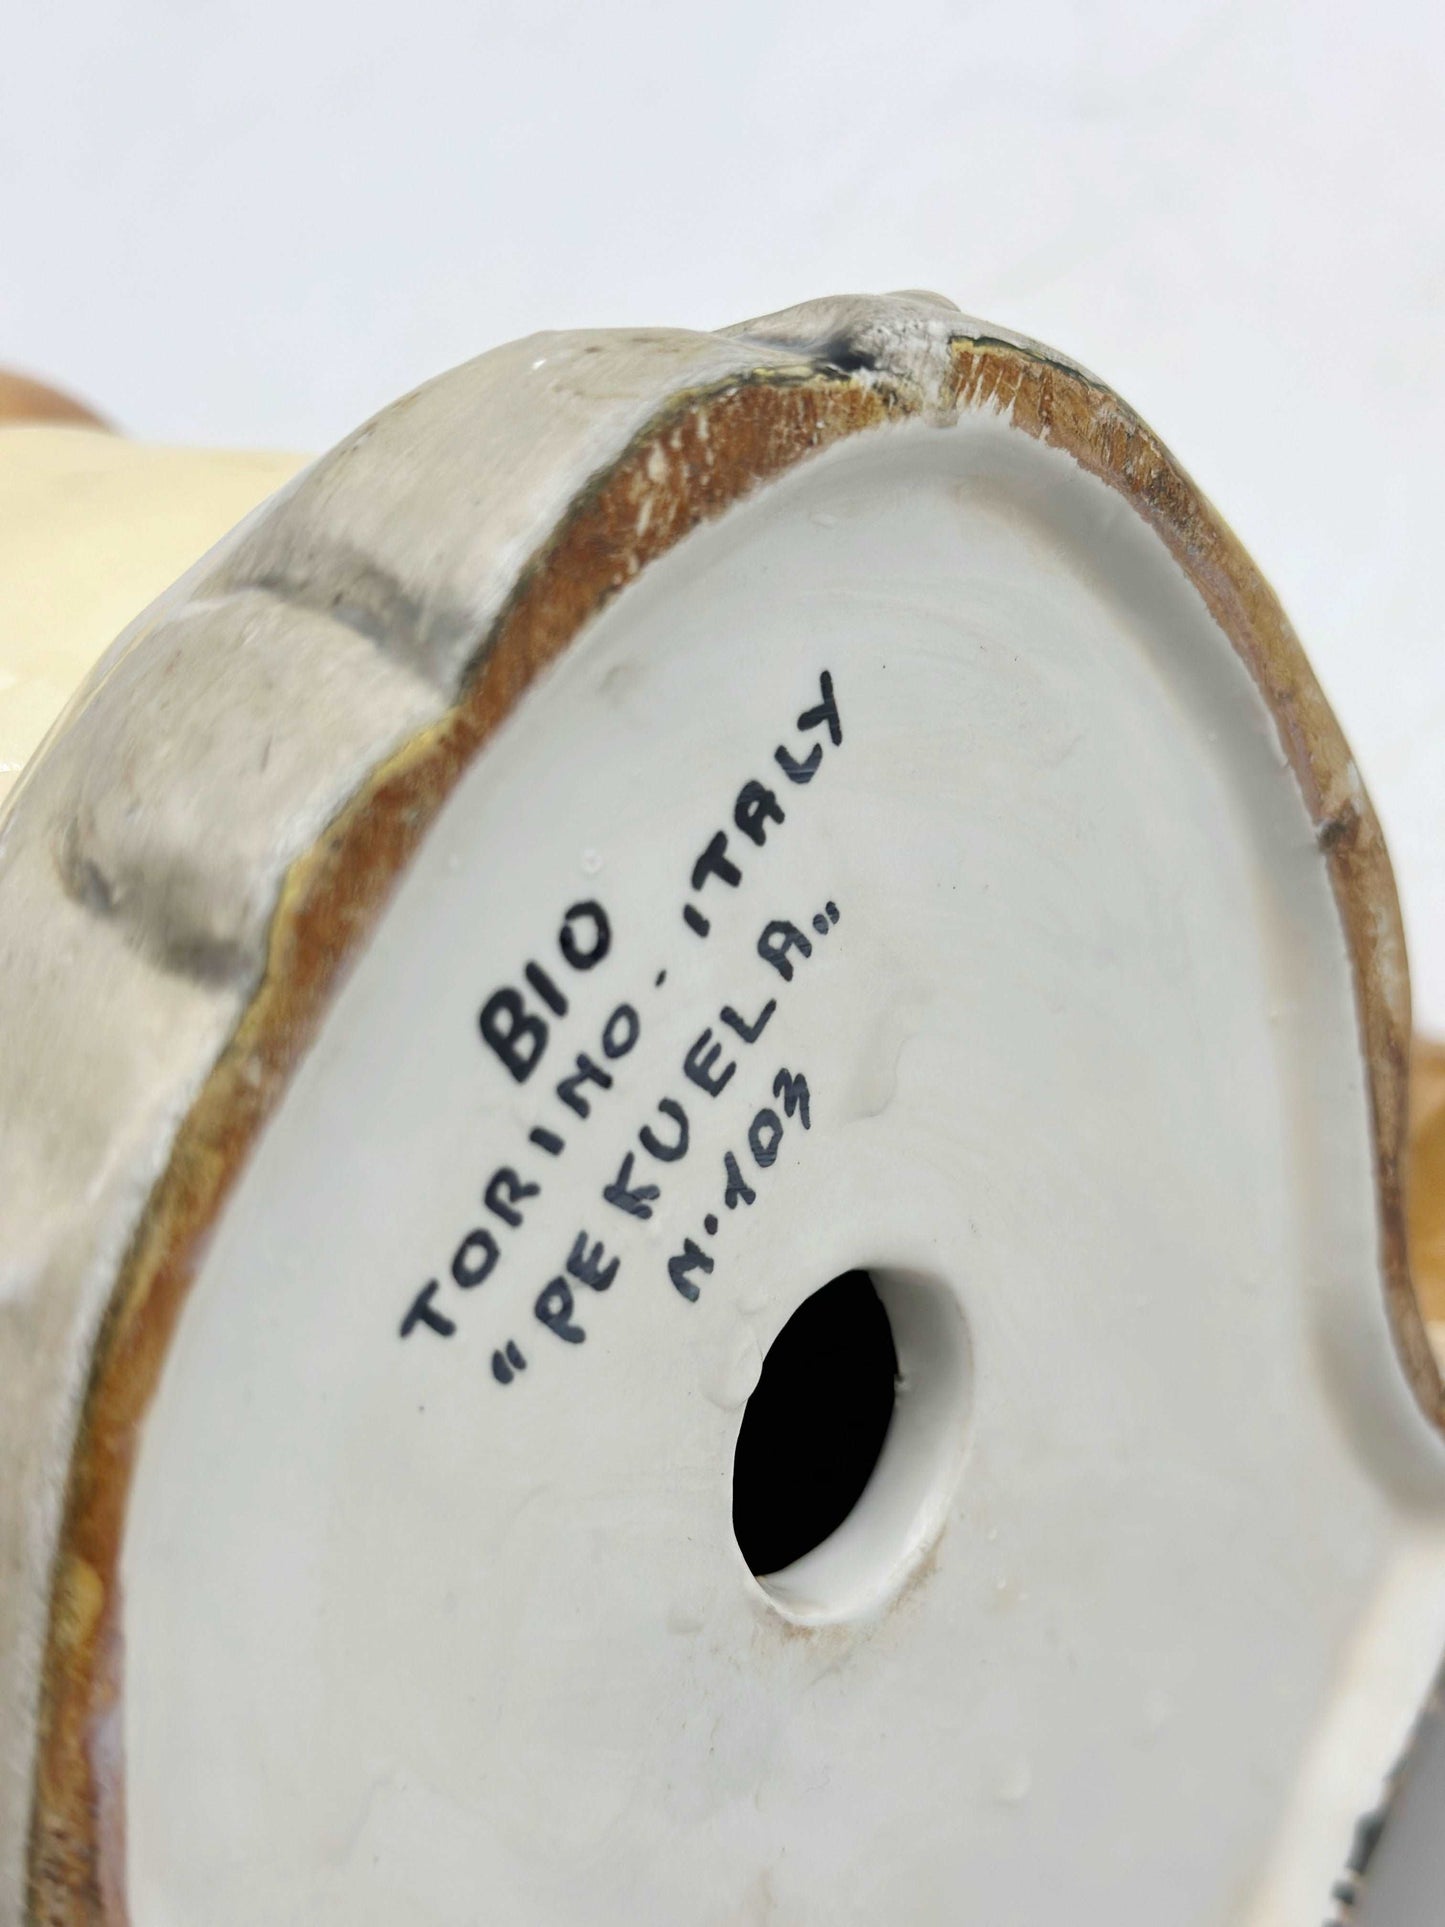 BIO
TORINO · ITALY
"PEKUELA"
N·103